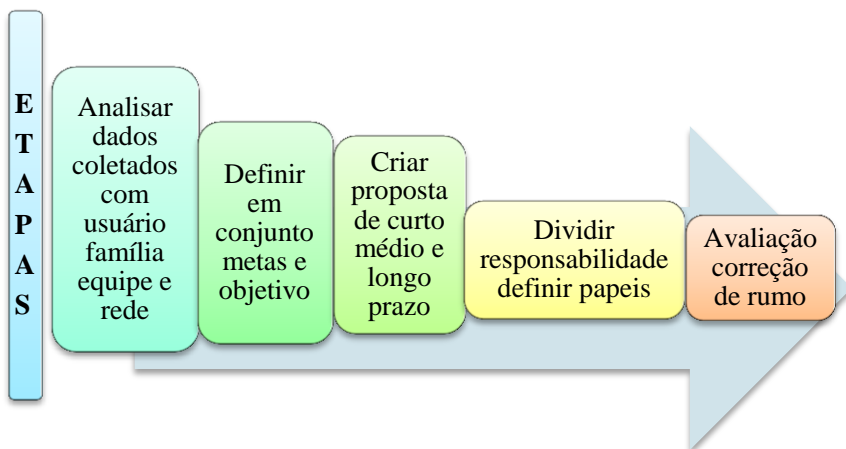 ETAPAS
Analisar
dados
coletados
com
usuário
família
equipe e
rede
Definir
em
conjunto
metas e
objetivo
Criar
proposta
de curto
médio e
longo
prazo
Dividir
responsabilidade
definir papeis
Avaliação
correção
de rumo